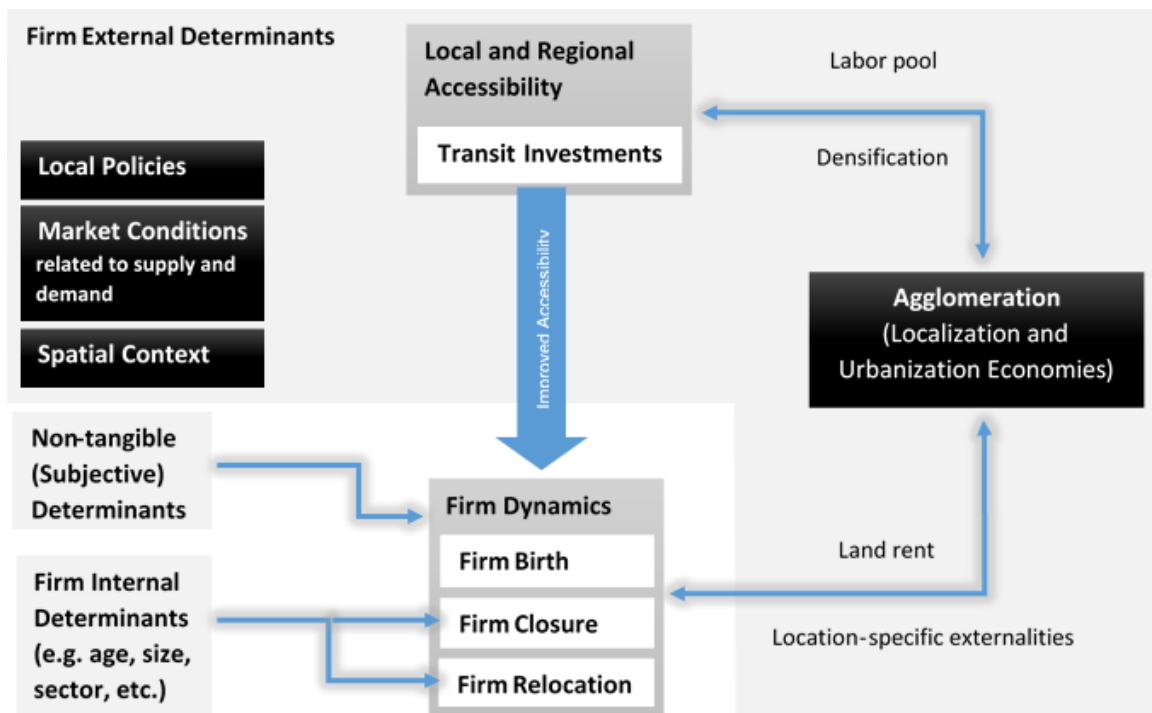 Firm External Determinants
Local and Regional
Accessibility
Transit Investments
Labor pool
Densification
Local Policies
Market Conditions
related to supply and
demand
Spatial Context
Improved Accessibility
Agglomeration
(Localization and
Urbanization Economies)
Non-tangible
(Subjective)
Determinants
Firm Internal
Determinants
(e.g. age, size,
sector, etc.)
Firm Dynamics
Firm Birth
Firm Closure
Firm Relocation
Land rent
Location-specific externalities